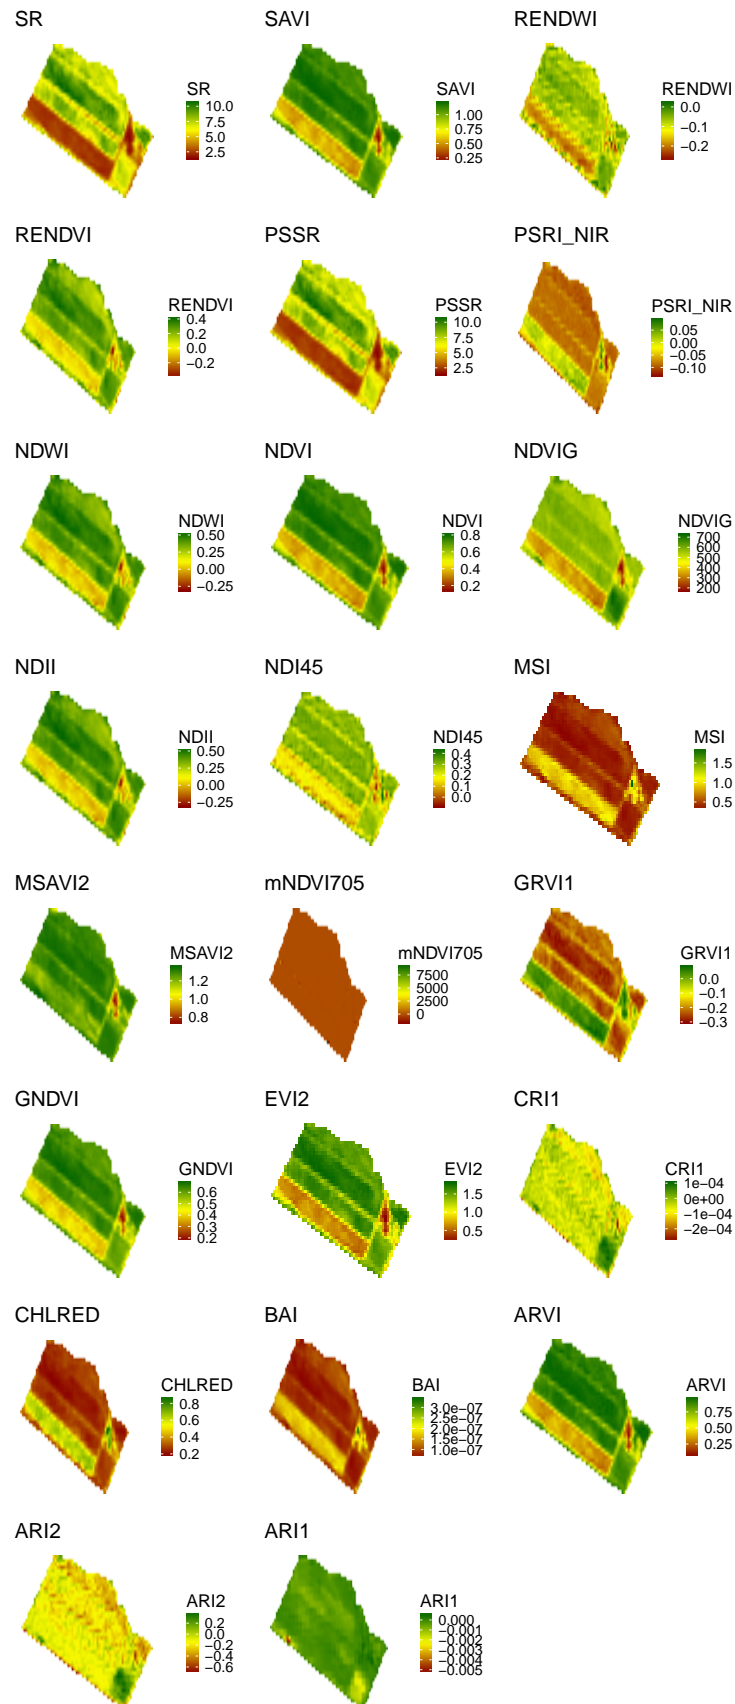 SR SAVI RENDWI
SR
10.0
7.5
5.0
2.5
SAVI
1.00
0.75
0.50
0.25
RENDWI
0.0
−0.1
−0.2
RENDVI PSSR PSRI_NIR
RENDVI
0.4
0.2
0.0
−0.2
PSSR
10.0
7.5
5.0
2.5
PSRI_NIR
0.05
0.00
−0.05
−0.10
NDWI NDVI NDVIG
NDWI
0.50
0.25
0.00
−0.25
NDVI
0.8
0.6
0.4
0.2
NDVIG
700
600
500
400
300
200
NDII NDI45 MSI
NDII
0.50
0.25
0.00
−0.25
NDI45
0.4
0.3
0.2
0.1
0.0
MSI
1.5
1.0
0.5
MSAVI2 mNDVI705 GRVI1
MSAVI2
1.2
1.0
0.8
mNDVI705
7500
5000
2500
0
GRVI1
0.0
−0.1
−0.2
−0.3
GNDVI EVI2 CRI1
GNDVI
0.6
0.5
0.4
0.3
0.2
EVI2
1.5
1.0
0.5
CRI1
1e−04
0e+00
−1e−04
−2e−04
CHLRED BAI ARVI
CHLRED
0.8
0.6
0.4
0.2
BAI
3.0e−07
2.5e−07
2.0e−07
1.5e−07
1.0e−07
ARVI
0.75
0.50
0.25
ARI2 ARI1
ARI2
0.2
0.0
−0.2
−0.4
−0.6
ARI1
0.000
−0.001
−0.002
−0.003
−0.004
−0.005